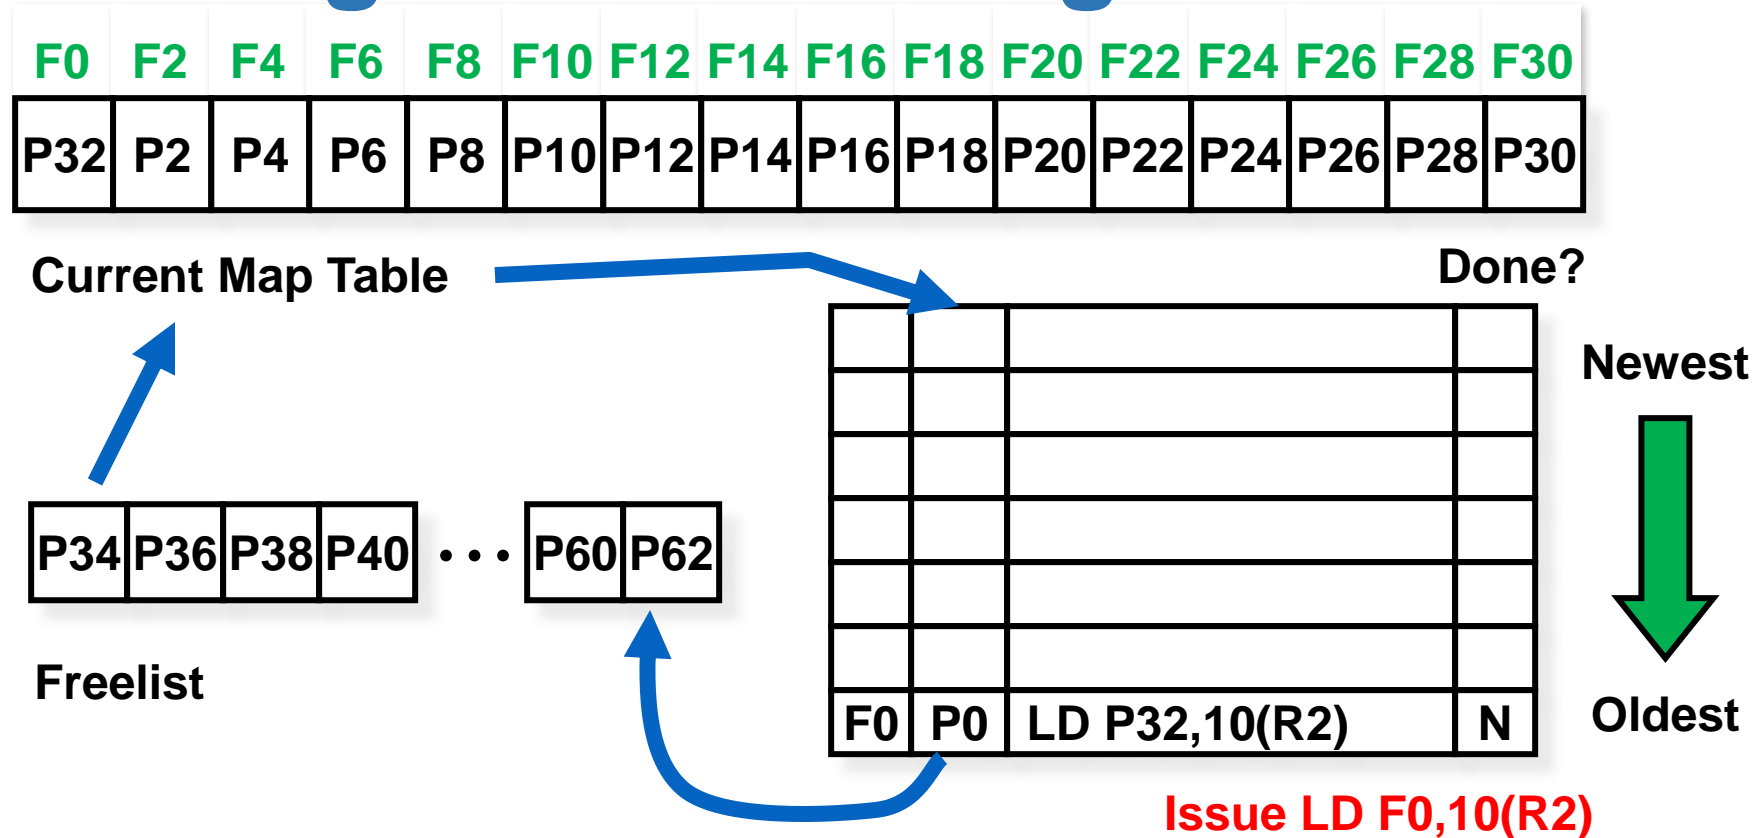 F0 F2 F4 F6 F8 F10 F12 F14 F16 F18 F20 F22 F24 F26 F28 F30
P32 P2 P4 P6 P8 P10 P12 P14 P16 P18 P20 P22 P24 P26 P28 P30
Current Map Table
Done?
Newest
P34 P36 P38 P40 ... P60 P62
Freelist
F0 P0 LD P32,10(R2) N
Oldest
Issue LD F0,10(R2)